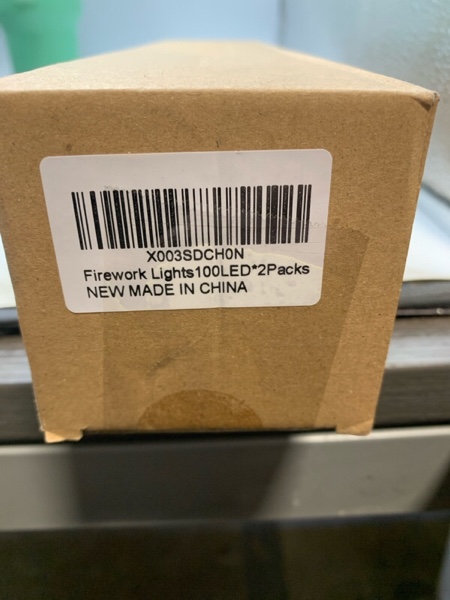 X003SDCH0N
Firework Lights100LED*2Packs
NEW MADE IN CHINA